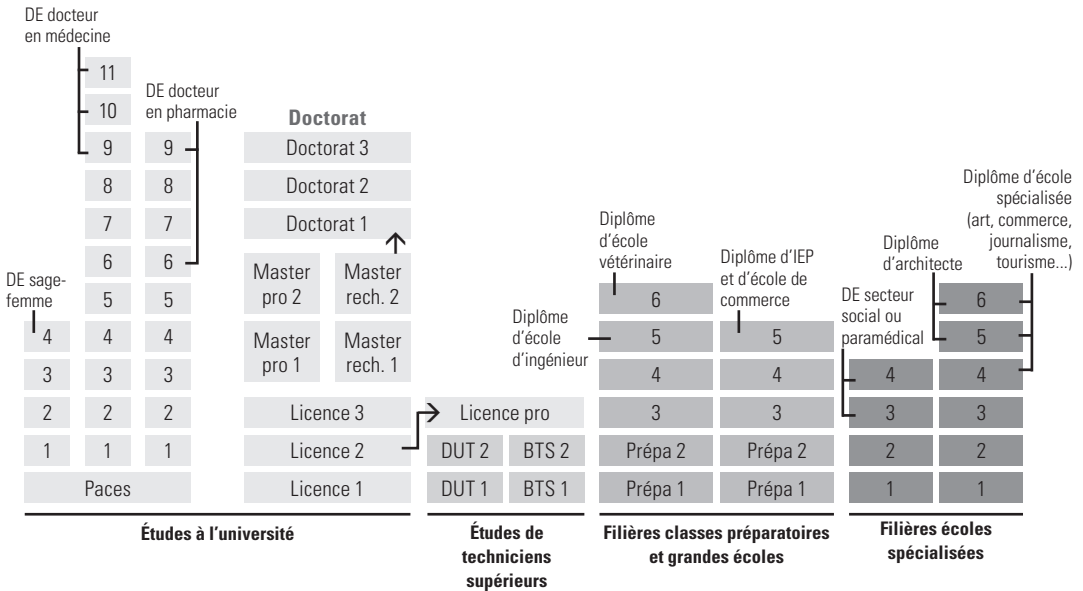 DE docteur
en médecine
11
10
9
8
7
6
5
4
3
2
1
DE docteur
en pharmacie
9
8
7
6
5
4
3
2
1
DE sage-
femme
4
3
2
1
Paces
Doctorat
Doctorat 3
Doctorat 2
Doctorat 1
Master
pro 2
Master
rech. 2
Master
pro 1
Master
rech. 1
Licence 3
Licence 2
Licence 1
Études à l’université
Licence pro
DUT 2
BTS 2
DUT 1
BTS 1
Études de
techniciens
supérieurs
Diplôme
d’école
vétérinaire
Diplôme
d’école
d’ingénieur
6
5
4
3
Prépa 2
Prépa 1
Diplôme d’IEP
et d’école de
commerce
5
4
3
Prépa 2
Prépa 1
Filières classes préparatoires
et grandes écoles
DE secteur
social ou
paramédical
4
3
2
1
Diplôme
d’architecte
Diplôme d’école
spécialisée
(art, commerce,
journalisme,
tourisme...)
6
5
4
3
2
1
Filières écoles
spécialisées